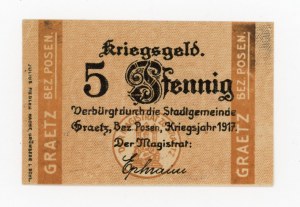 Kriegsgeld.
5 Pfennig
Verbürgt durch die Stadtgemeinde
Graetz, Bez. Posen, Kriegsjahr 1917.
Der Magistrat:
GRAETZ BEZ. POSEN.
GRAETZ BEZ. POSEN.